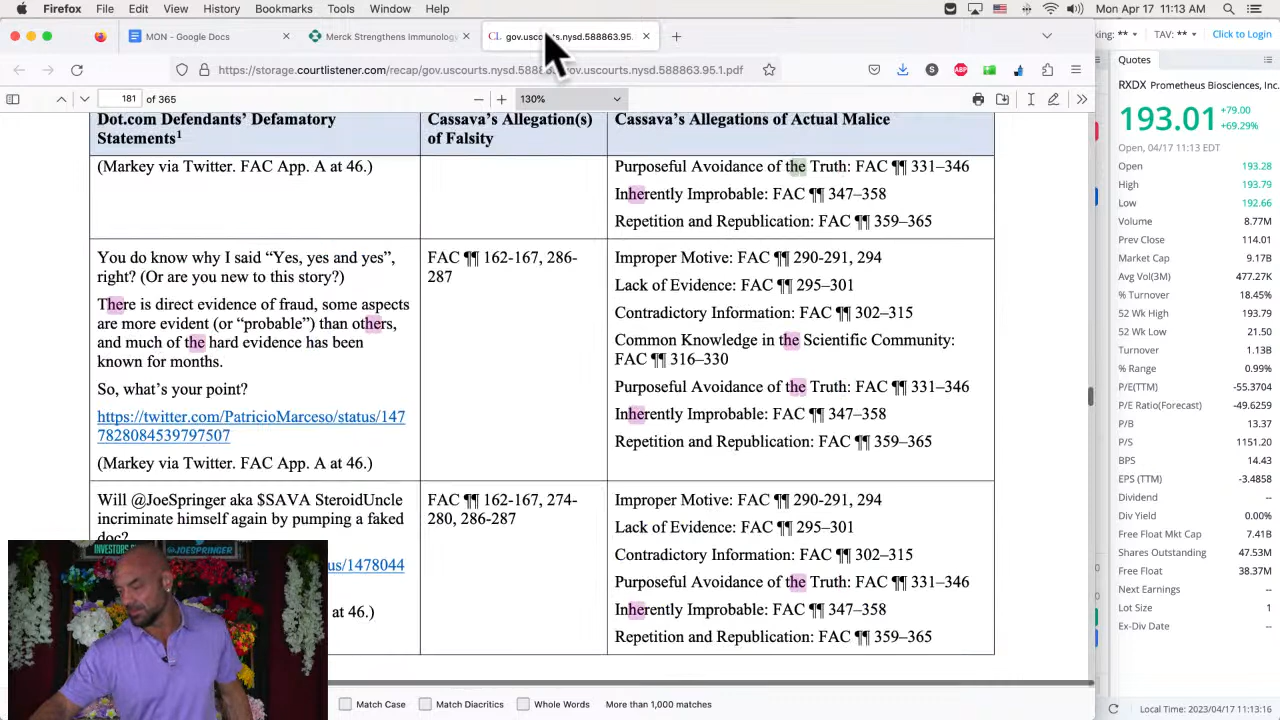 Firefox File Edit View History Bookmarks Tools Window Help
Mon Apr 17 11:13 AM
MON - Google Docs
Merck Strengthens Immunology
CL gov.uscourts.nysd.588863.95.
king: ** TAV: ** Click to Login
https://storage.courtlistener.com/recap/gov.uscourts.nysd.588 ov.uscourts.nysd.588863.95.1.pdf
181 of 365
130%
Dot.com Defendants’ Defamatory
Statements1
Cassava’s Allegation(s)
of Falsity
Cassava’s Allegations of Actual Malice
(Markey via Twitter. FAC App. A at 46.)
Purposeful Avoidance of the Truth: FAC ¶¶ 331–346
Inherently Improbable: FAC ¶¶ 347–358
Repetition and Republication: FAC ¶¶ 359–365
You do know why I said “Yes, yes and yes”,
right? (Or are you new to this story?)
There is direct evidence of fraud, some aspects
are more evident (or “probable”) than others,
and much of the hard evidence has been
known for months.
So, what’s your point?
https://twitter.com/PatricioMarceso/status/147
7828084539797507
(Markey via Twitter. FAC App. A at 46.)
FAC ¶¶ 162-167, 286-
287
Improper Motive: FAC ¶¶ 290-291, 294
Lack of Evidence: FAC ¶¶ 295–301
Contradictory Information: FAC ¶¶ 302–315
Common Knowledge in the Scientific Community:
FAC ¶¶ 316–330
Purposeful Avoidance of the Truth: FAC ¶¶ 331–346
Inherently Improbable: FAC ¶¶ 347–358
Repetition and Republication: FAC ¶¶ 359–365
Will @JoeSpringer aka $SAVA SteroidUncle
incriminate himself again by pumping a faked
doc?
us/1478044
at 46.)
FAC ¶¶ 162-167, 274-
280, 286-287
Improper Motive: FAC ¶¶ 290-291, 294
Lack of Evidence: FAC ¶¶ 295–301
Contradictory Information: FAC ¶¶ 302–315
Purposeful Avoidance of the Truth: FAC ¶¶ 331–346
Inherently Improbable: FAC ¶¶ 347–358
Repetition and Republication: FAC ¶¶ 359–365
INVESTORS
@JOESPRINGER
Match Case Match Diacritics Whole Words More than 1,000 matches
Quotes
RXDX Prometheus Biosciences, Inc.
193.01 +79.00
+69.29%
Open, 04/17 11:13 EDT
Open 193.28
High 193.79
Low 192.66
Volume 8.77M
Prev Close 114.01
Market Cap 9.17B
Avg Vol(3M) 477.27K
% Turnover 18.45%
52 Wk High 193.79
52 Wk Low 21.50
Turnover 1.13B
% Range 0.99%
P/E(TTM) -55.3704
P/E Ratio(Forecast) -49.6259
P/B 13.37
P/S 1151.20
BPS 14.43
EPS (TTM) -3.4858
Dividend --
Div Yield 0.00%
Free Float Mkt Cap 7.41B
Shares Outstanding 47.53M
Free Float 38.37M
Next Earnings --
Lot Size 1
Ex-Div Date --
Local Time: 2023/04/17 11:13:16